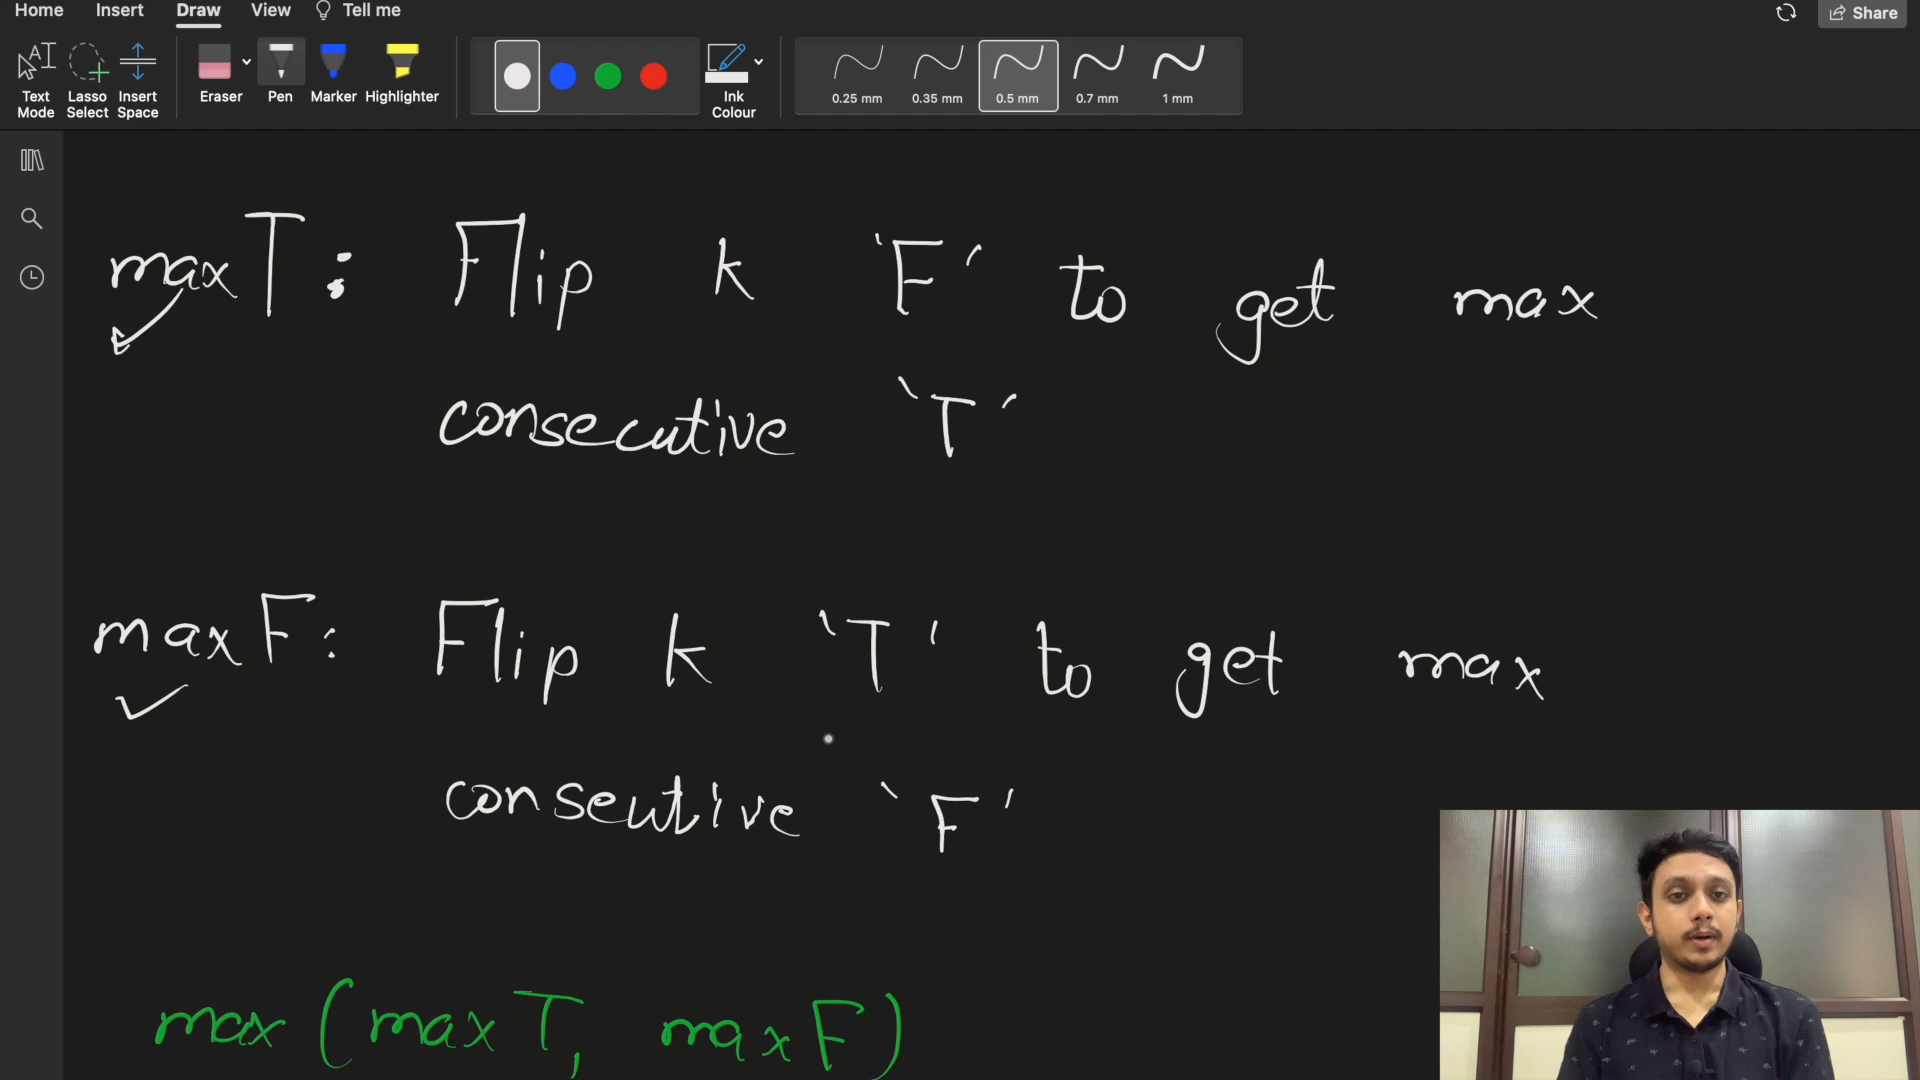 Home Insert Draw View Tell me Share
Text Mode Lasso Select Insert Space Eraser Pen Marker Highlighter Ink Colour 0.25 mm 0.35 mm 0.5 mm 0.7 mm 1 mm
maxT: Flip k 'F' to get max
consecutive 'T'
maxF: Flip k 'T' to get max
consecutive 'F'
max (maxT, maxF)